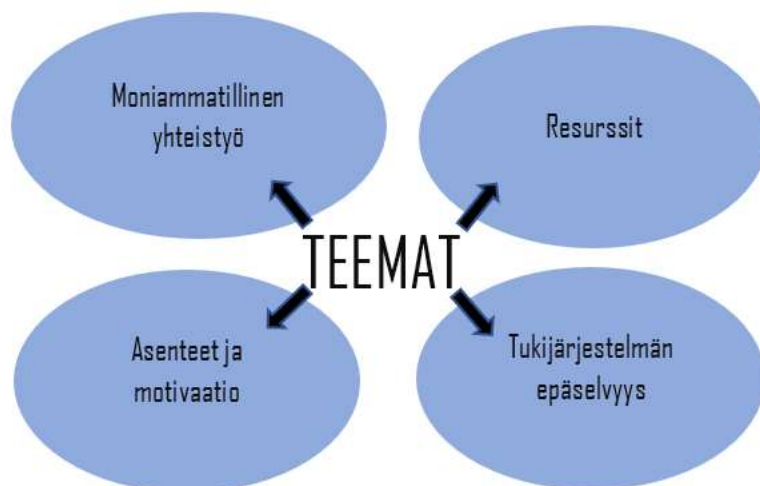 Moniammatillinen
yhteistyö
Resurssit
TEEMAT
Asenteet ja
motivaatio
Tukijärjestelmän
epäselvyys